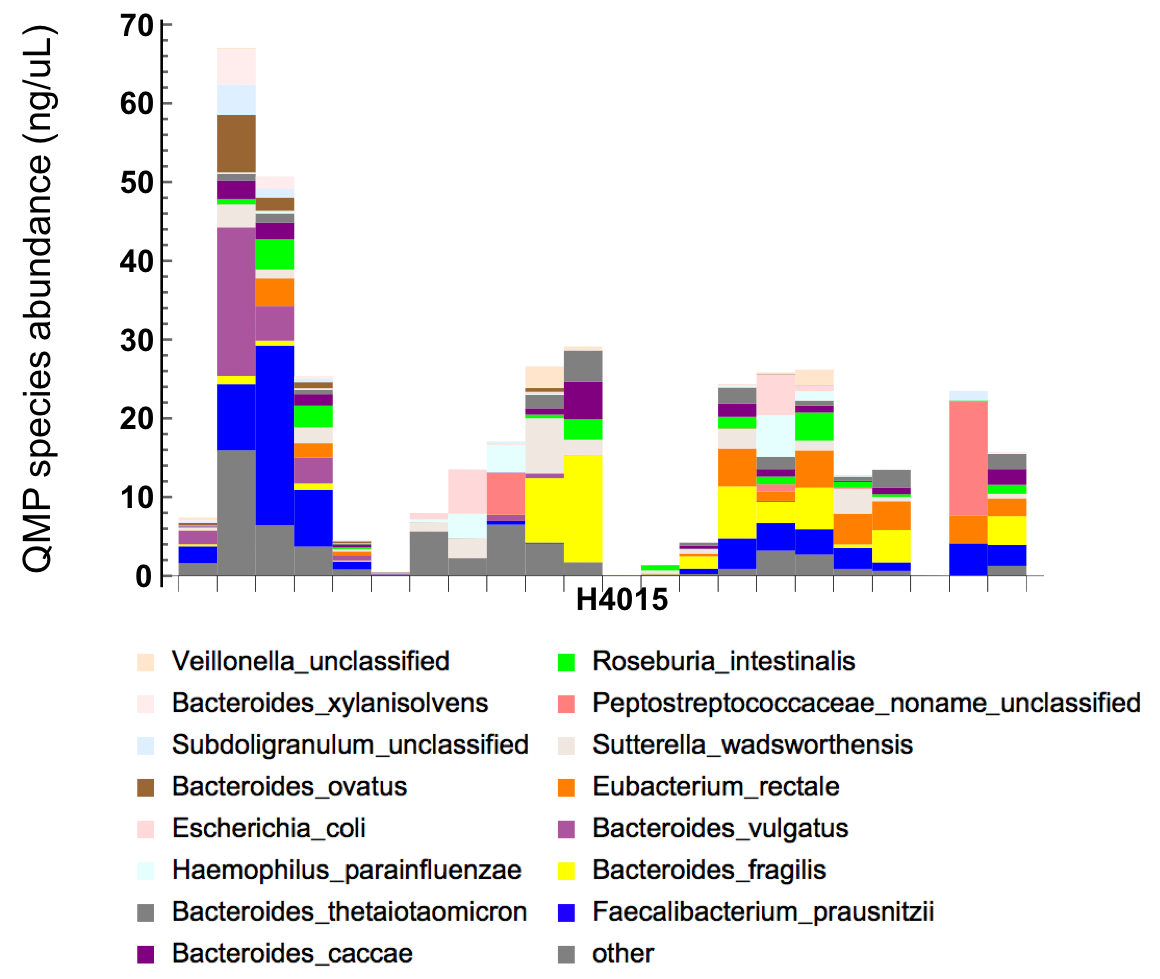 QMP species abundance (ng/uL)
70
60
50
40
30
20
10
0
H4015
Veillonella_unclassified
Roseburia_intestinalis
Bacteroides_xylanisolvens
Peptostreptococcaceae_noname_unclassified
Subdoligranulum_unclassified
Sutterella_wadsworthensis
Bacteroides_ovatus
Eubacterium_rectale
Escherichia_coli
Bacteroides_vulgatus
Haemophilus_parainfluenzae
Bacteroides_fragilis
Bacteroides_thetaiotaomicron
Faecalibacterium_prausnitzii
Bacteroides_caccae
other